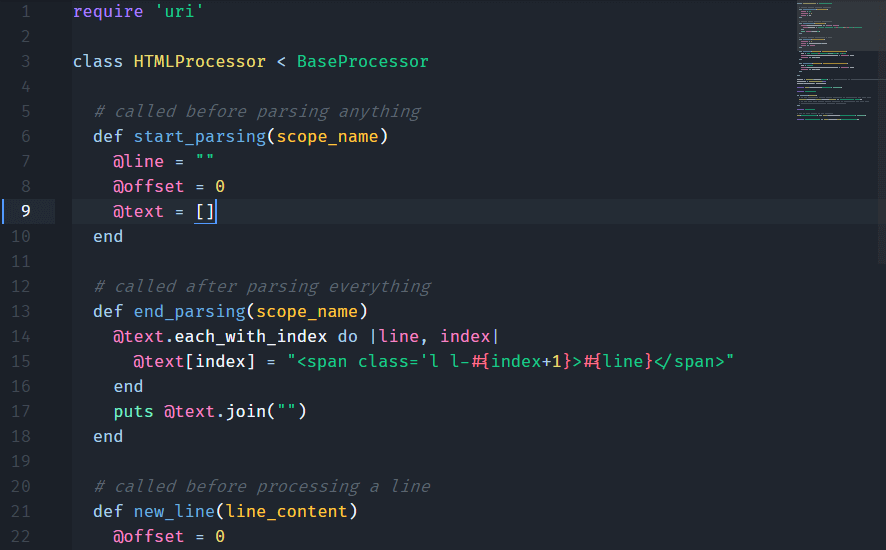 1 require 'uri'
2
3 class HTMLProcessor < BaseProcessor
4
5 # called before parsing anything
6 def start_parsing(scope_name)
7 @line = ""
8 @offset = 0
9 @text = []
10 end
11
12 # called after parsing everything
13 def end_parsing(scope_name)
14 @text.each_with_index do |line, index|
15 @text[index] = "<span class='l l-#{index+1}>#{line}</span>"
16 end
17 puts @text.join("")
18 end
19
20 # called before processing a line
21 def new_line(line_content)
22 @offset = 0